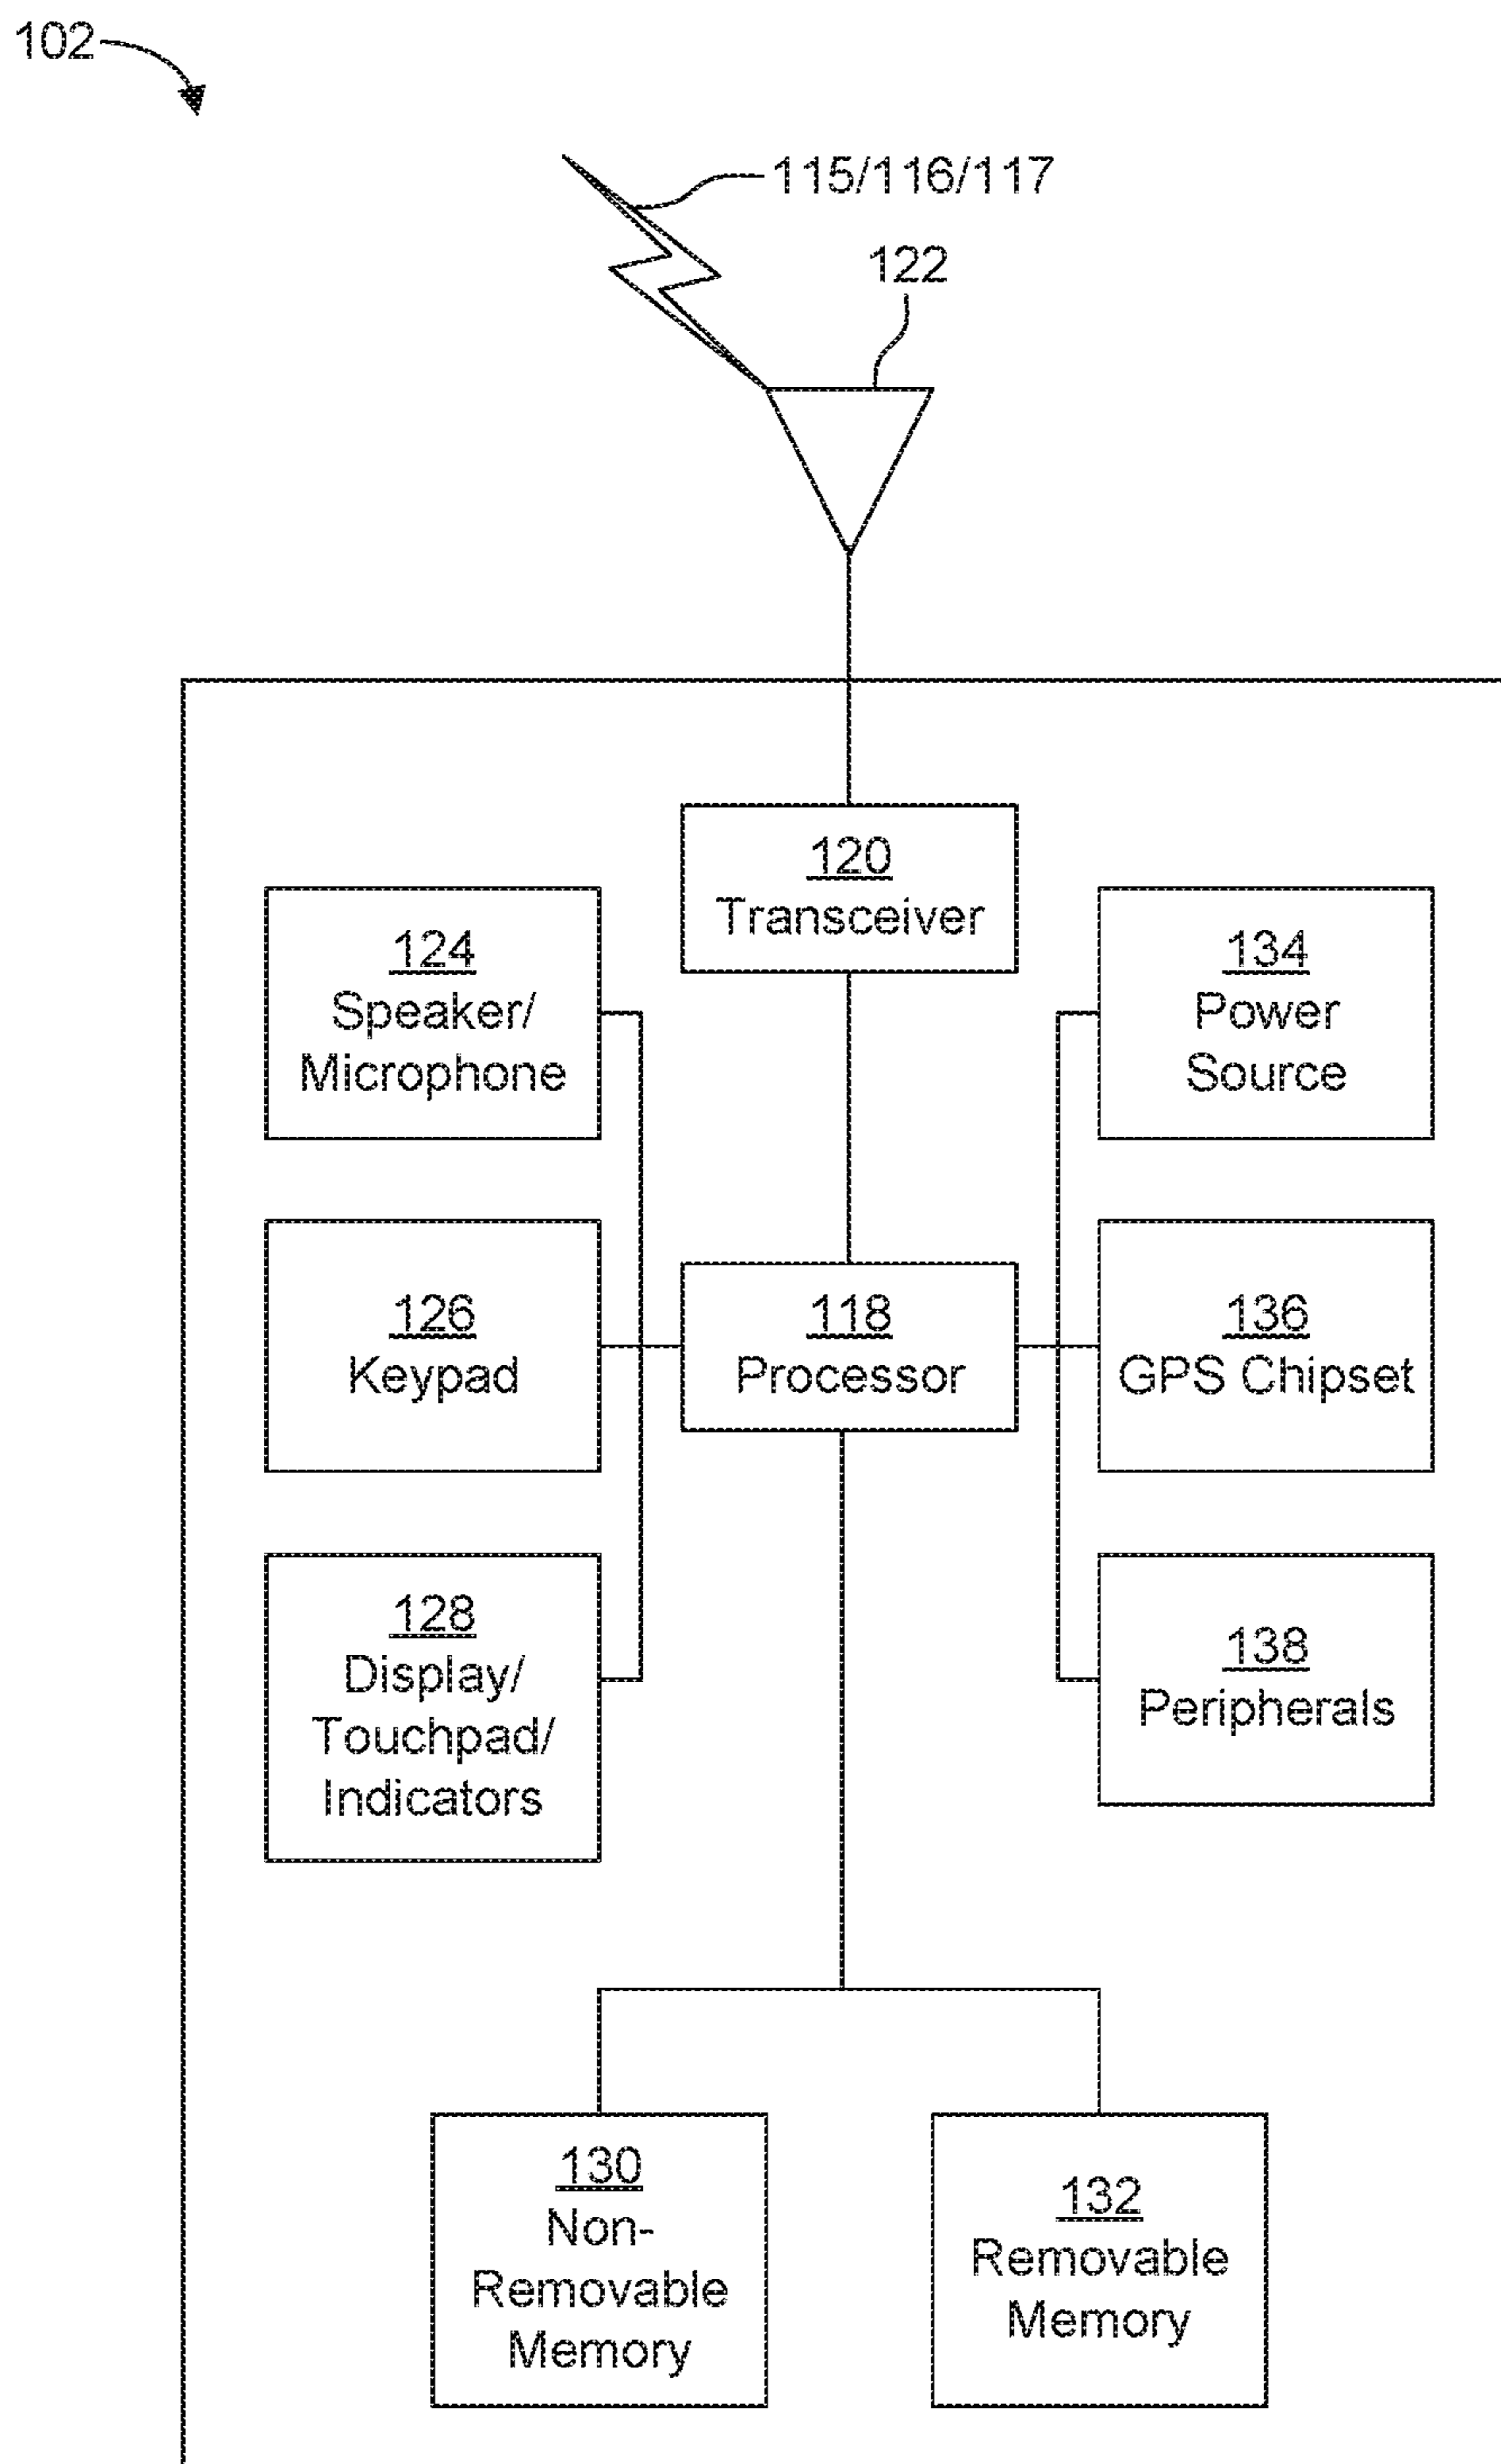 102
115/116/117
122
120
Transceiver
124
Speaker/
Microphone
134
Power
Source
126
Keypad
118
Processor
136
GPS Chipset
128
Display/
Touchpad/
Indicators
138
Peripherals
130
Non-
Removable
Memory
132
Removable
Memory